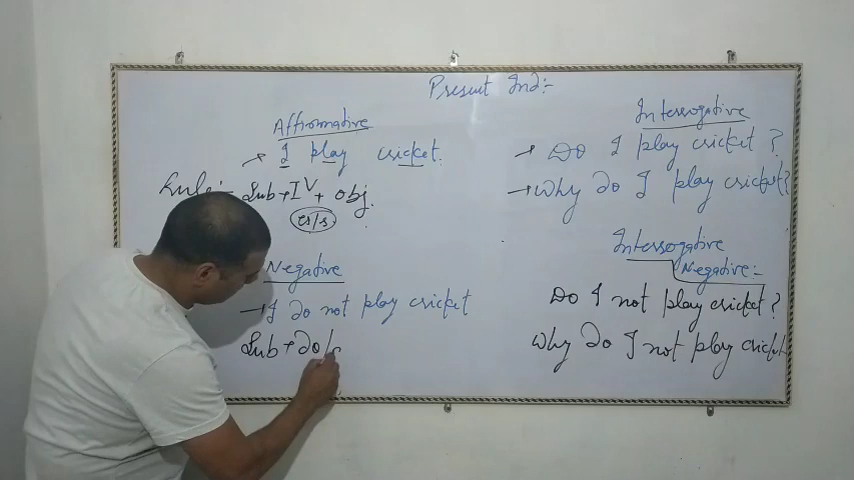 Present Ind:-
Affirmative
→ I play cricket.
Rule:- Sub + IV + obj.
es/s
Negative
→ I do not play cricket
Sub + do/
Interrogative
→ Do I play cricket ?
→ Why do I play cricket?
Interrogative
Negative:-
Do I not play cricket ?
Why do I not play cricket